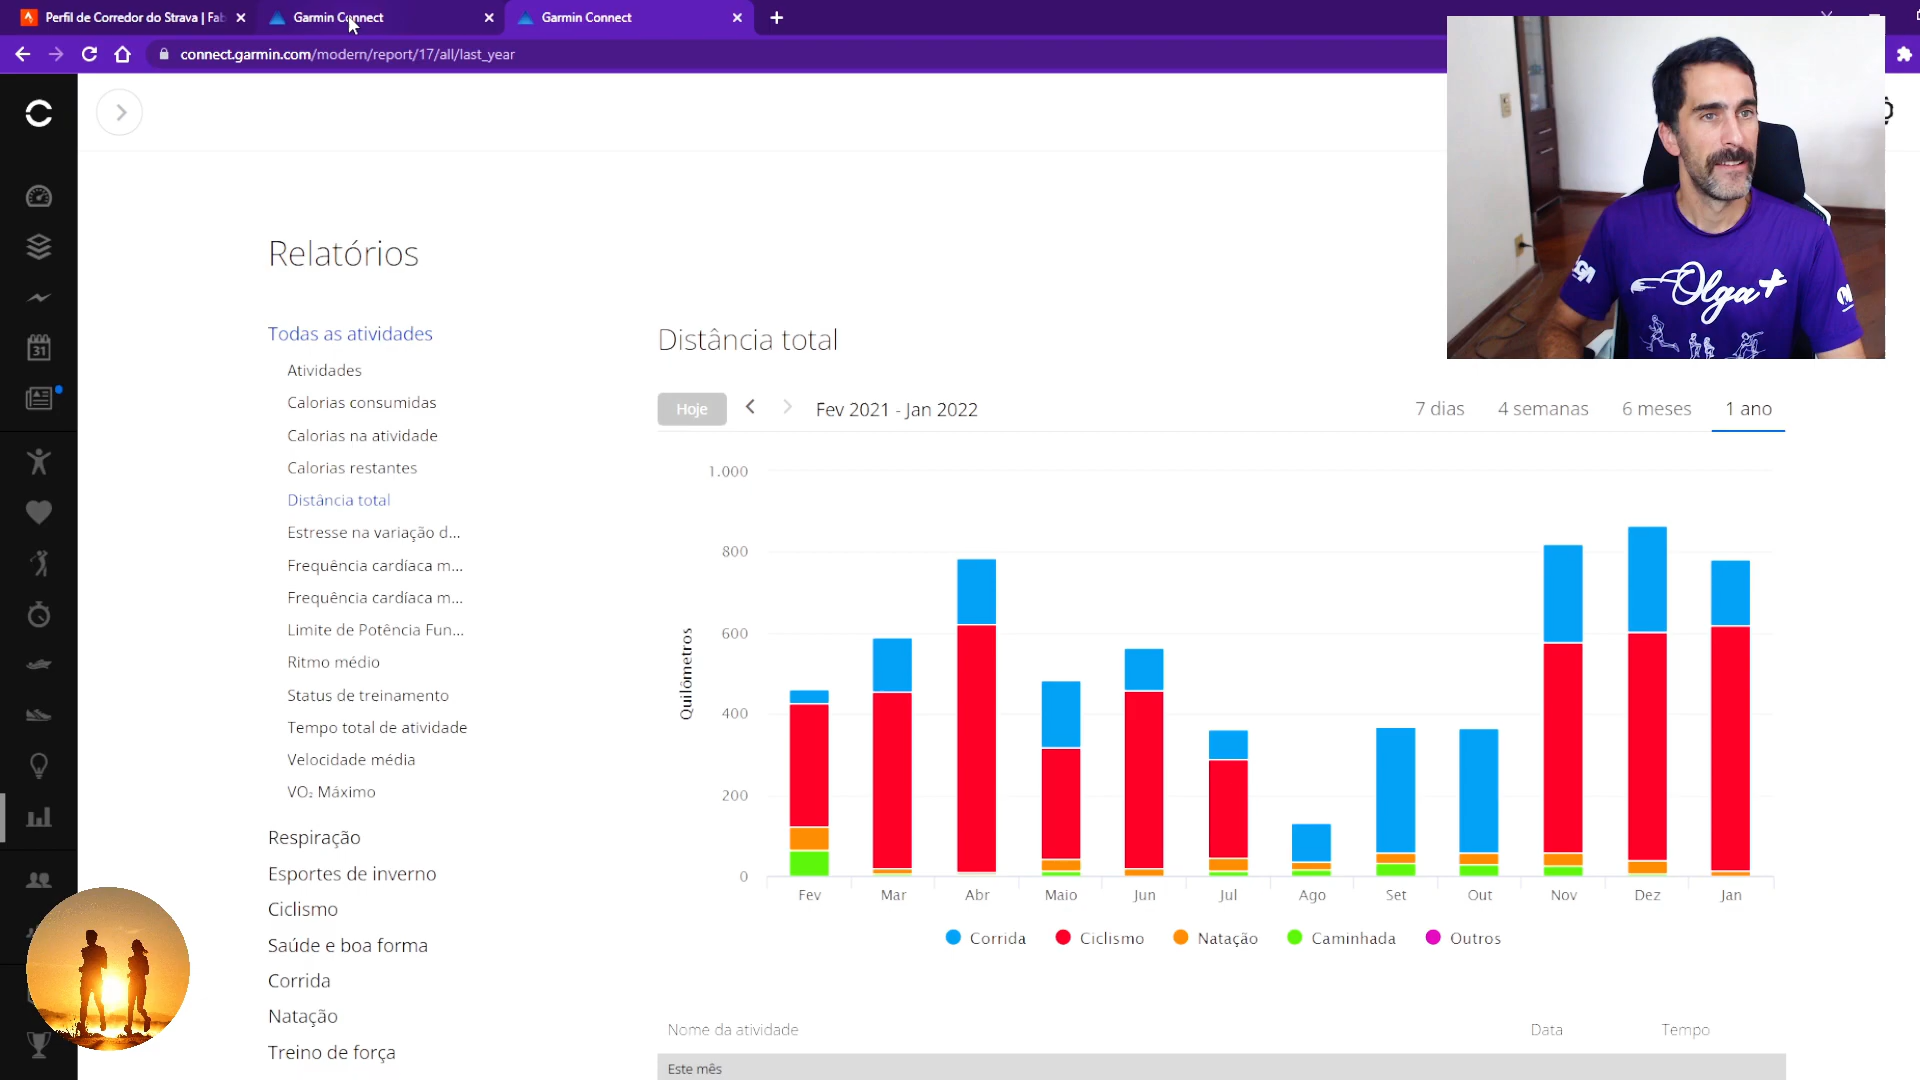 Perfil de Corredor do Strava | Fab
Garmin Connect
Garmin Connect
connect.garmin.com/modern/report/17/all/last_year
31
Relatórios
Todas as atividades
Atividades
Calorias consumidas
Calorias na atividade
Calorias restantes
Distância total
Estresse na variação d...
Frequência cardíaca m...
Frequência cardíaca m...
Limite de Potência Fun...
Ritmo médio
Status de treinamento
Tempo total de atividade
Velocidade média
VO₂ Máximo
Respiração
Esportes de inverno
Ciclismo
Saúde e boa forma
Corrida
Natação
Treino de força
Distância total
Hoje
Fev 2021 - Jan 2022
7 dias
4 semanas
6 meses
1 ano
1.000
800
600
400
200
0
Quilômetros
Fev
Mar
Abr
Maio
Jun
Jul
Ago
Set
Out
Nov
Dez
Jan
Corrida
Ciclismo
Natação
Caminhada
Outros
Nome da atividade
Data
Tempo
Este mês
Olga+